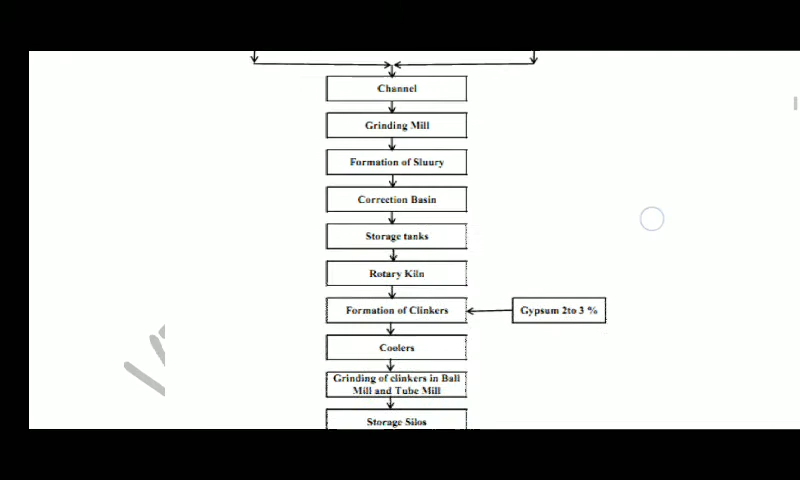 Channel
Grinding Mill
Formation of Sluury
Correction Basin
Storage tanks
Rotary Kiln
Formation of Clinkers
Gypsum 2to 3 %
Coolers
Grinding of clinkers in Ball
Mill and Tube Mill
Storage Silos